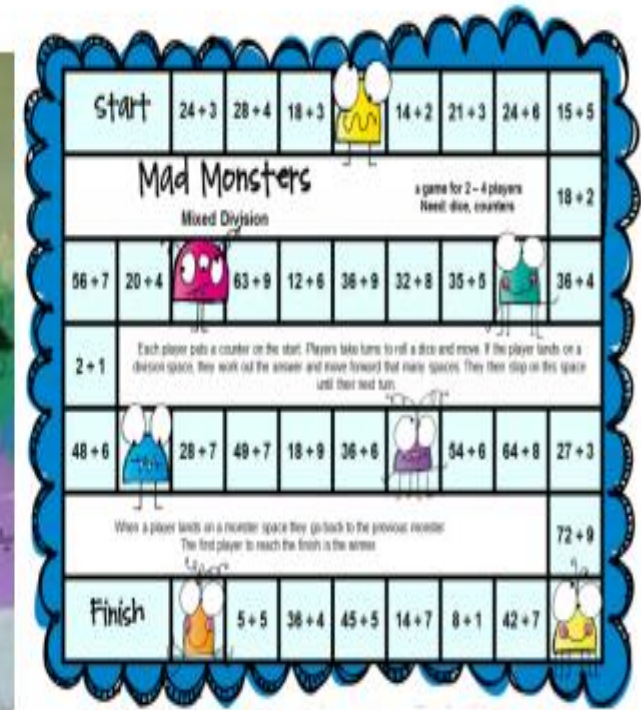 start 24 ÷ 3 28 ÷ 4 18 ÷ 3 14 ÷ 2 21 ÷ 3 24 ÷ 6 15 ÷ 5
Mad Monsters
Mixed Division
a game for 2 – 4 players
Need: dice, counters
18 ÷ 2
56 ÷ 7 20 ÷ 4 63 ÷ 9 12 ÷ 6 36 ÷ 9 32 ÷ 8 35 ÷ 5 36 ÷ 4
2 ÷ 1
Each player puts a counter on the start. Players take turns to roll a dice and move. If the player lands on a
division space, they work out the answer and move forward that many spaces. They then stop on this space
until their next turn.
48 ÷ 6 28 ÷ 7 49 ÷ 7 18 ÷ 9 36 ÷ 6 54 ÷ 6 64 ÷ 8 27 ÷ 3
When a player lands on a monster space they go back to the previous monster
The first player to reach the finish is the winner.
72 ÷ 9
Finish 5 ÷ 5 36 ÷ 4 45 ÷ 5 14 ÷ 7 8 ÷ 1 42 ÷ 7